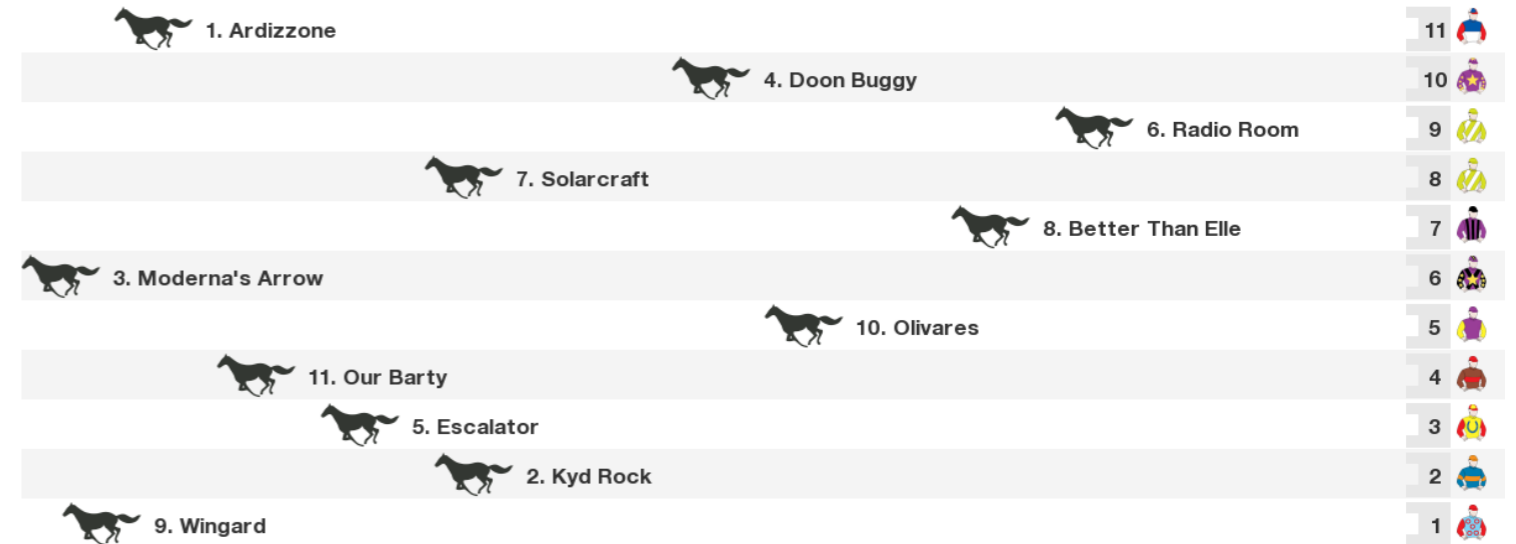 1. Ardizzone 11
4. Doon Buggy 10
6. Radio Room 9
7. Solarcraft 8
8. Better Than Elle 7
3. Moderna's Arrow 6
10. Olivares 5
11. Our Barty 4
5. Escalator 3
2. Kyd Rock 2
9. Wingard 1